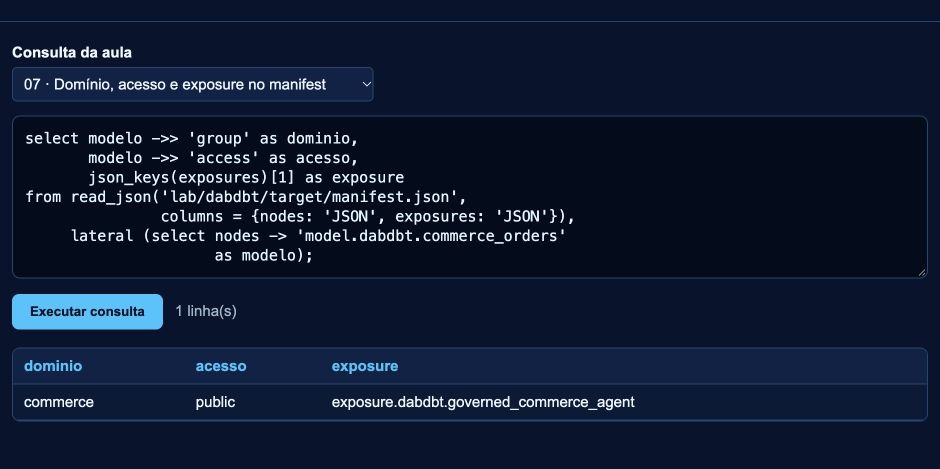 Consulta da aula
07 · Domínio, acesso e exposure no manifest
select modelo ->> 'group' as dominio,
       modelo ->> 'access' as acesso,
       json_keys(exposures)[1] as exposure
from read_json('lab/dabdbt/target/manifest.json',
               columns = {nodes: 'JSON', exposures: 'JSON'}),
     lateral (select nodes -> 'model.dabdbt.commerce_orders'
                     as modelo);
Executar consulta 1 linha(s)
dominio acesso exposure
commerce public exposure.dabdbt.governed_commerce_agent